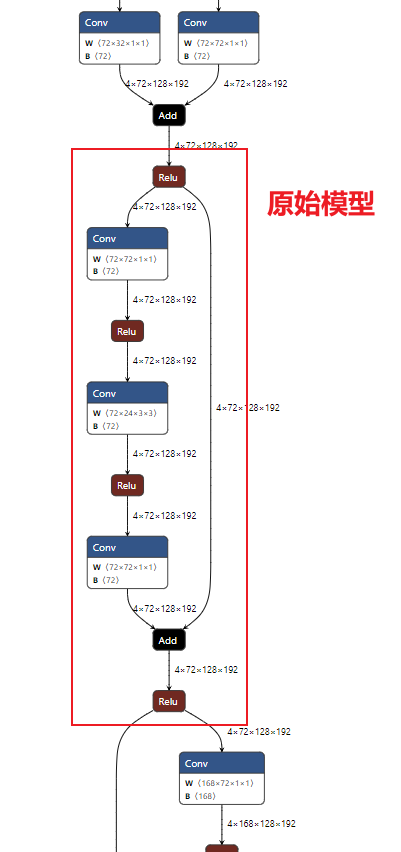 Conv Conv
W (72×32×1×1) W (72×72×1×1)
B (72) B (72)
4×72×128×192 4×72×128×192
Add
4×72×128×192
Relu
原始模型
4×72×128×192
Conv
W (72×72×1×1)
B (72)
4×72×128×192
Relu
4×72×128×192
Conv
4×72×128×192
W (72×24×3×3)
B (72)
4×72×128×192
Relu
4×72×128×192
Conv
W (72×72×1×1)
B (72)
4×72×128×192
Add
4×72×128×192
Relu
4×72×128×192
Conv
W (168×72×1×1)
B (168)
4×168×128×192